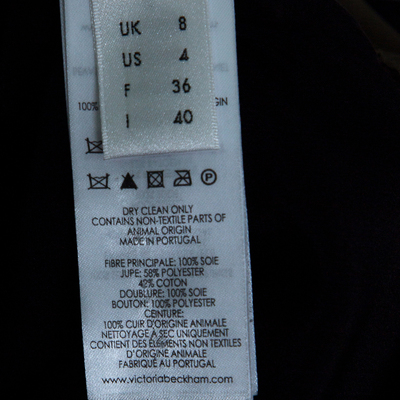 UK 8
US 4
F 36
I 40
100%
GIN
P
DRY CLEAN ONLY
CONTAINS NON-TEXTILE PARTS OF
ANIMAL ORIGIN
MADE IN PORTUGAL
FIBRE PRINCIPALE: 100% SOIE
JUPE: 58% POLYESTER
42% COTON
DOUBLURE: 100% SOIE
BOUTON: 100% POLYESTER
CEINTURE:
100% CUIR D'ORIGINE ANIMALE
NETTOYAGE À SEC UNIQUEMENT
CONTIENT DES ÉLÉMENTS NON TEXTILES
D'ORIGINE ANIMALE
FABRIQUÉ AU PORTUGAL
www.victoriabeckham.com